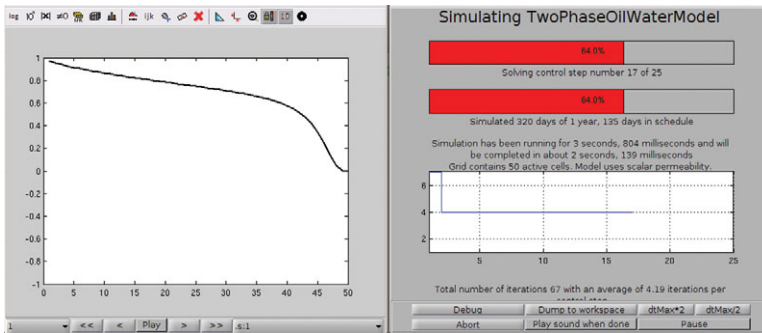 log 10ˣ |X| ≠0 ijk 1D
1
0.8
0.6
0.4
0.2
0
-0.2
-0.4
-0.6
-0.8
-1
0 5 10 15 20 25 30 35 40 45 50
1 << < Play > >> .s:1
Simulating TwoPhaseOilWaterModel
64.0%
Solving control step number 17 of 25
64.0%
Simulated 320 days of 1 year, 135 days in schedule
Simulation has been running for 3 seconds, 804 milliseconds and will
be completed in about 2 seconds, 139 milliseconds
Grid contains 50 active cells. Model uses scalar permeability.
6
4
2
5 10 15 20 25
Total number of iterations 67 with an average of 4.19 iterations per
control step
Debug Dump to workspace dtMax*2 dtMax/2
Abort Play sound when done Pause